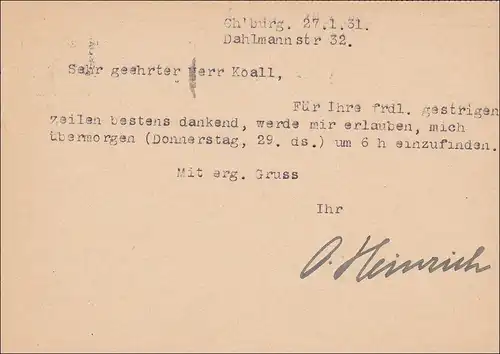 Ch'burg. 27.1.31.
Dahlmannstr 32.
Sehr geehrter Herr Koall,
Für Ihre frdl. gestrigen
zeilen bestens dankend, werde mir erlauben, mich
übermorgen (Donnerstag, 29. ds.) um 6 h einzufinden.
Mit erg. Gruss
Ihr
O. Heinrich